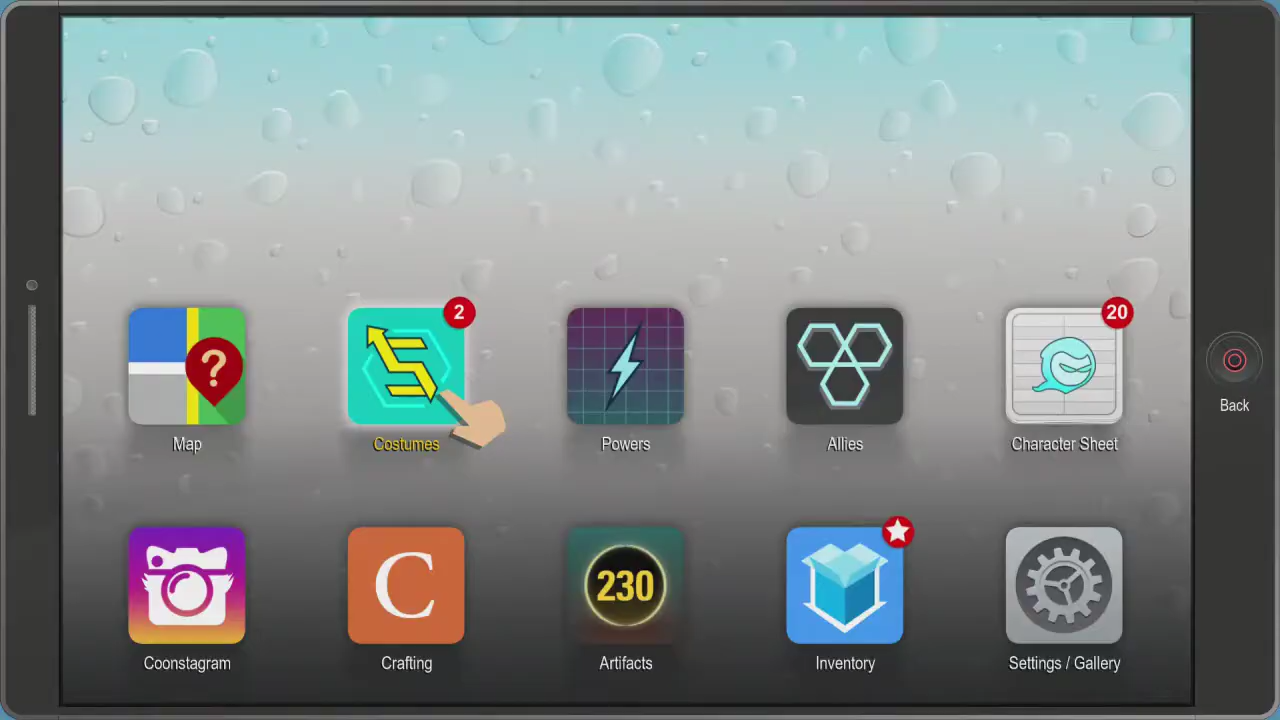 2
20
?
Map
Costumes
Powers
Allies
Character Sheet
Back
C
230
Coonstagram
Crafting
Artifacts
Inventory
Settings / Gallery